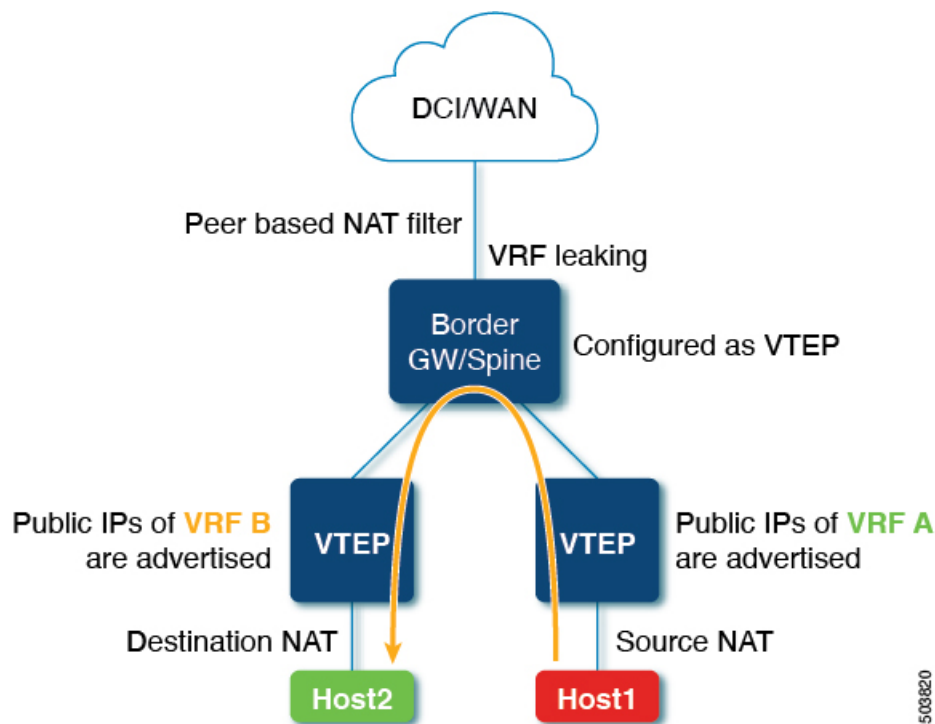 DCI/WAN
Peer based NAT filter
VRF leaking
Border
GW/Spine
Configured as VTEP
Public IPs of VRF B
are advertised
VTEP
VTEP
Public IPs of VRF A
are advertised
Destination NAT
Source NAT
Host2
Host1
503820